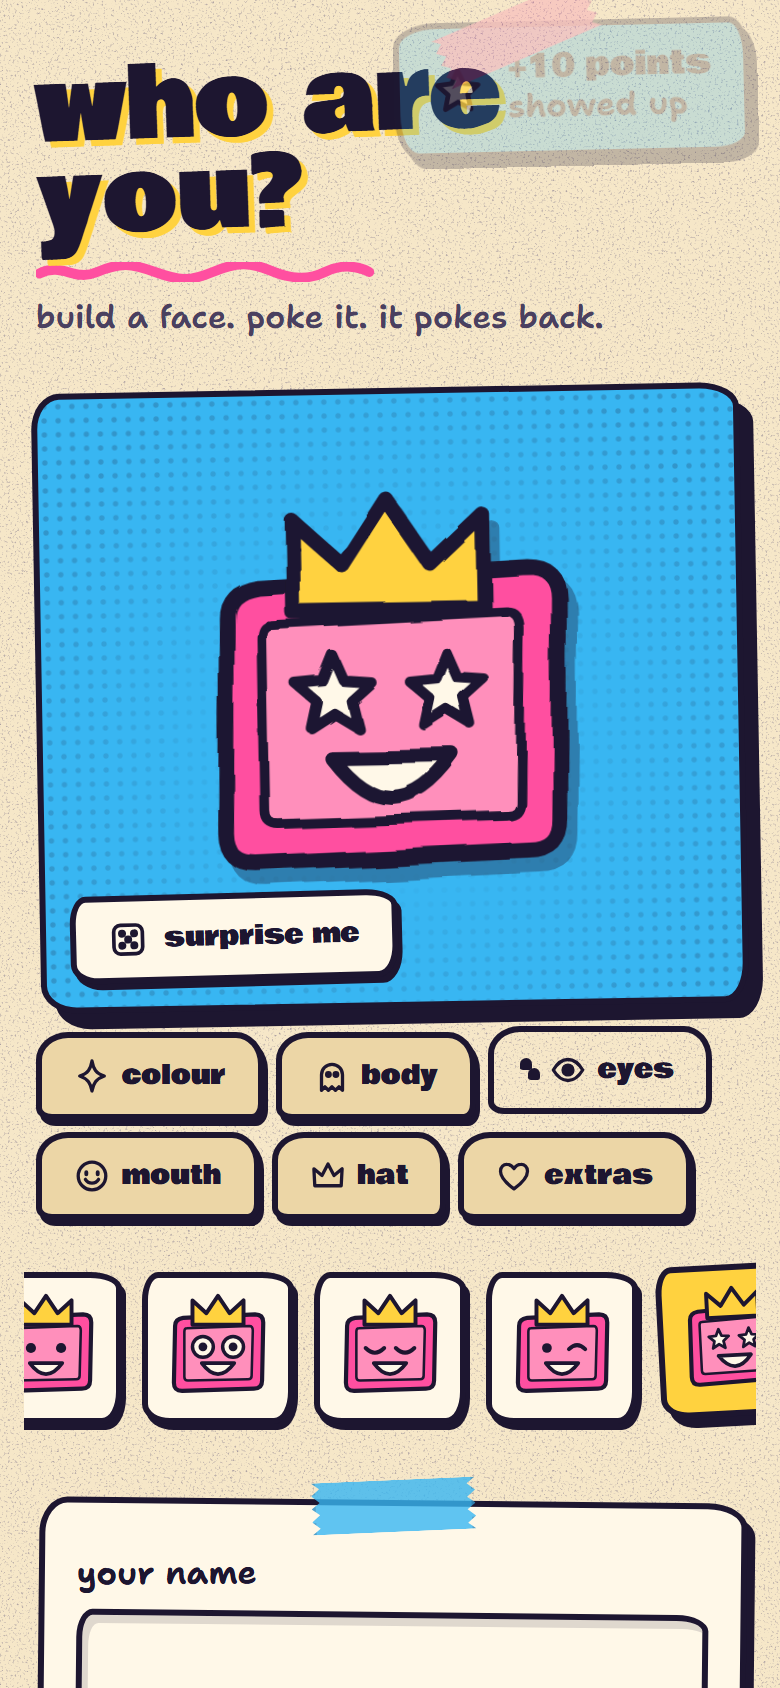 who are
you?
+10 points
showed up
build a face. poke it. it pokes back.
surprise me
colour
body
eyes
mouth
hat
extras
your name